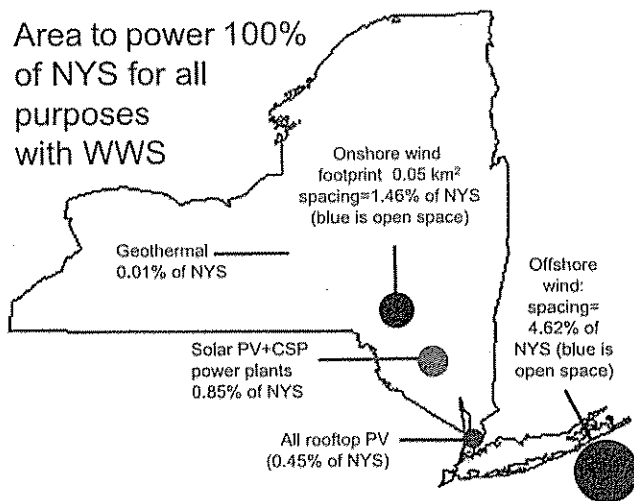 Area to power 100%
of NYS for all
purposes
with WWS
Onshore wind
footprint 0.05 km²
spacing=1.46% of NYS
(blue is open space)
Geothermal
0.01% of NYS
Offshore
wind:
spacing=
4.62% of
NYS (blue is
open space)
Solar PV+CSP
power plants
0.85% of NYS
All rooftop PV
(0.45% of NYS)